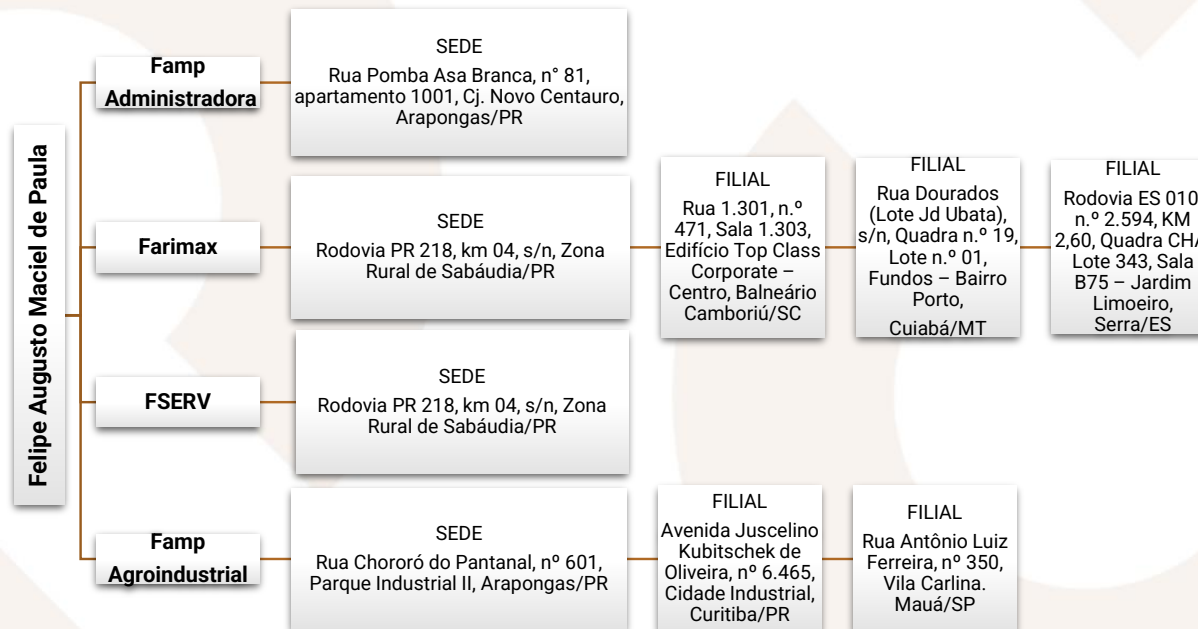 Felipe Augusto Maciel de Paula
Famp
Administradora
SEDE
Rua Pomba Asa Branca, n° 81,
apartamento 1001, Cj. Novo Centauro,
Arapongas/PR
Farimax
SEDE
Rodovia PR 218, km 04, s/n, Zona
Rural de Sabáudia/PR
FILIAL
Rua 1.301, n.º
471, Sala 1.303,
Edifício Top Class
Corporate –
Centro, Balneário
Camboriú/SC
FILIAL
Rua Dourados
(Lote Jd Ubata),
s/n, Quadra n.º 19,
Lote n.º 01,
Fundos – Bairro
Porto,
Cuiabá/MT
FILIAL
Rodovia ES 010
n.º 2.594, KM
2,60, Quadra CHA
Lote 343, Sala
B75 – Jardim
Limoeiro,
Serra/ES
FSERV
SEDE
Rodovia PR 218, km 04, s/n, Zona
Rural de Sabáudia/PR
Famp
Agroindustrial
SEDE
Rua Chororó do Pantanal, nº 601,
Parque Industrial II, Arapongas/PR
FILIAL
Avenida Juscelino
Kubitschek de
Oliveira, nº 6.465,
Cidade Industrial,
Curitiba/PR
FILIAL
Rua Antônio Luiz
Ferreira, nº 350,
Vila Carlina.
Mauá/SP